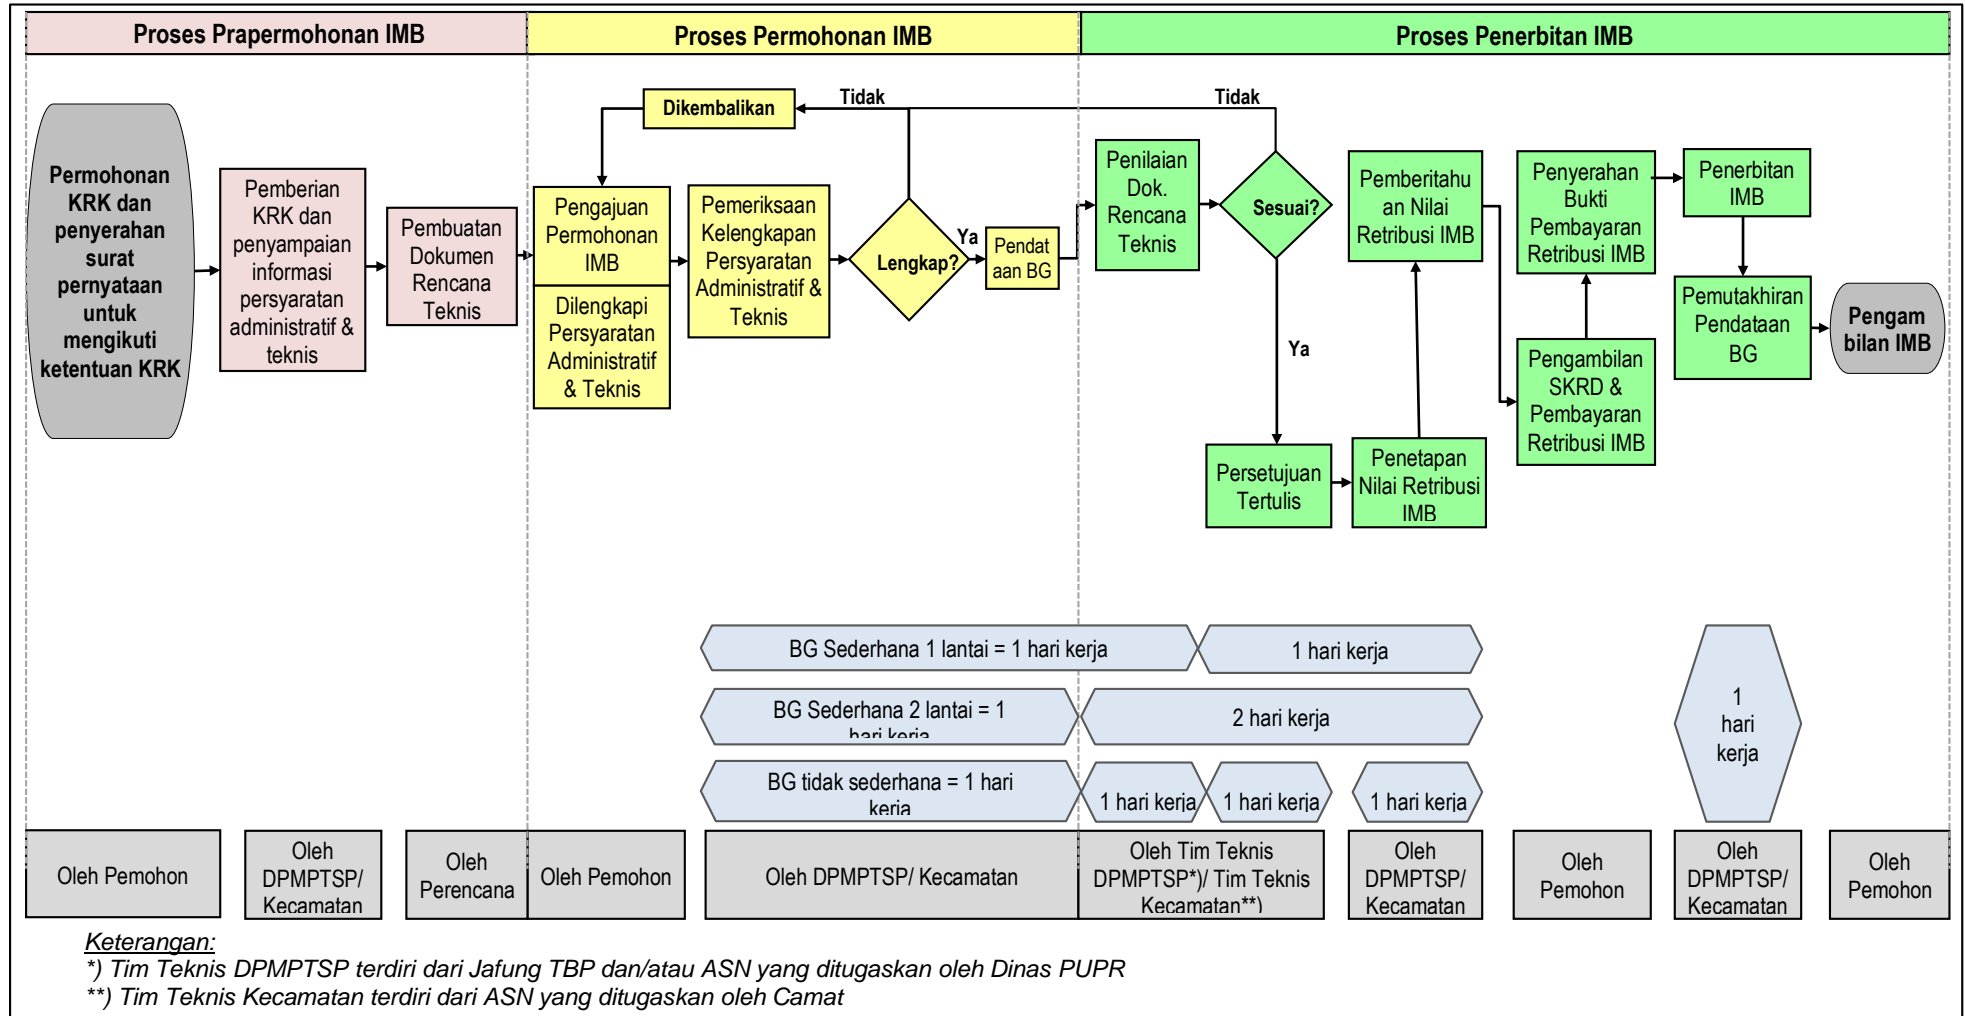 Proses Prapermohonan IMB
Proses Permohonan IMB
Proses Penerbitan IMB
Permohonan
KRK dan
penyerahan
surat
pernyataan
untuk
mengikuti
ketentuan KRK
Pemberian
KRK dan
penyampaian
informasi
persyaratan
administratif &
teknis
Pembuatan
Dokumen
Rencana
Teknis
Dikembalikan
Tidak
Pengajuan
Permohonan
IMB
Dilengkapi
Persyaratan
Administratif
& Teknis
Pemeriksaan
Kelengkapan
Persyaratan
Administratif &
Teknis
Lengkap?
Ya
Pendat
aan BG
Penilaian
Dok.
Rencana
Teknis
Tidak
Sesuai?
Ya
Persetujuan
Tertulis
Penetapan
Nilai Retribusi
IMB
Pemberitahu
an Nilai
Retribusi IMB
Pengambilan
SKRD &
Pembayaran
Retribusi IMB
Penyerahan
Bukti
Pembayaran
Retribusi IMB
Penerbitan
IMB
Pemutakhiran
Pendataan
BG
Pengam
bilan IMB
BG Sederhana 1 lantai = 1 hari kerja
1 hari kerja
BG Sederhana 2 lantai = 1
hari kerja
2 hari kerja
BG tidak sederhana = 1 hari
kerja
1 hari kerja
1 hari kerja
1 hari kerja
1
hari
kerja
Oleh Pemohon
Oleh
DPMPTSP/
Kecamatan
Oleh
Perencana
Oleh Pemohon
Oleh DPMPTSP/ Kecamatan
Oleh Tim Teknis
DPMPTSP*)/ Tim Teknis
Kecamatan**)
Oleh
DPMPTSP/
Kecamatan
Oleh
Pemohon
Oleh
DPMPTSP/
Kecamatan
Oleh
Pemohon
Keterangan:
*) Tim Teknis DPMPTSP terdiri dari Jafung TBP dan/atau ASN yang ditugaskan oleh Dinas PUPR
**) Tim Teknis Kecamatan terdiri dari ASN yang ditugaskan oleh Camat